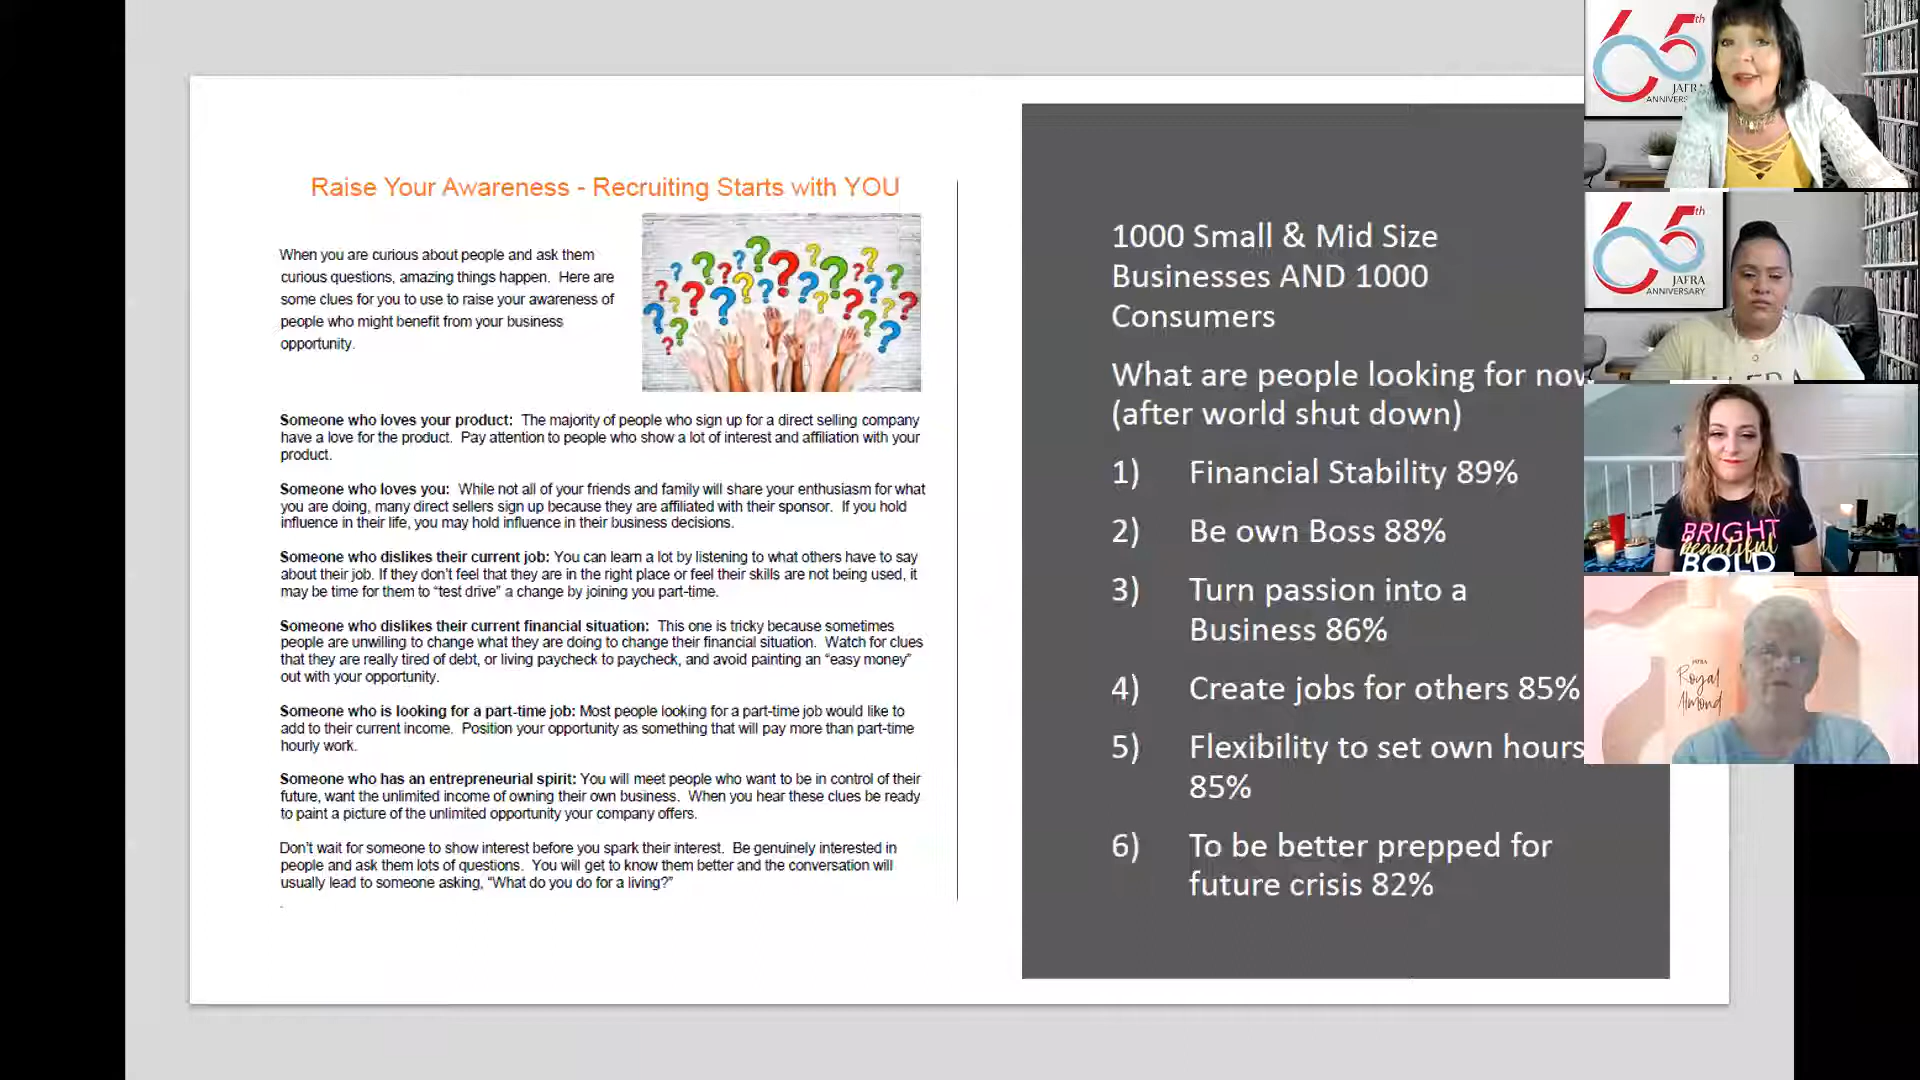 Raise Your Awareness - Recruiting Starts with YOU
When you are curious about people and ask them
curious questions, amazing things happen. Here are
some clues for you to use to raise your awareness of
people who might benefit from your business
opportunity.
Someone who loves your product: The majority of people who sign up for a direct selling company
have a love for the product. Pay attention to people who show a lot of interest and affiliation with your
product.
Someone who loves you: While not all of your friends and family will share your enthusiasm for what
you are doing, many direct sellers sign up because they are affiliated with their sponsor. If you hold
influence in their life, you may hold influence in their business decisions.
Someone who dislikes their current job: You can learn a lot by listening to what others have to say
about their job. If they don't feel that they are in the right place or feel their skills are not being used, it
may be time for them to “test drive” a change by joining you part-time.
Someone who dislikes their current financial situation: This one is tricky because sometimes
people are unwilling to change what they are doing to change their financial situation. Watch for clues
that they are really tired of debt, or living paycheck to paycheck, and avoid painting an “easy money”
out with your opportunity.
Someone who is looking for a part-time job: Most people looking for a part-time job would like to
add to their current income. Position your opportunity as something that will pay more than part-time
hourly work.
Someone who has an entrepreneurial spirit: You will meet people who want to be in control of their
future, want the unlimited income of owning their own business. When you hear these clues be ready
to paint a picture of the unlimited opportunity your company offers.
Don't wait for someone to show interest before you spark their interest. Be genuinely interested in
people and ask them lots of questions. You will get to know them better and the conversation will
usually lead to someone asking, “What do you do for a living?”
1000 Small & Mid Size
Businesses AND 1000
Consumers
What are people looking for now
(after world shut down)
1) Financial Stability 89%
2) Be own Boss 88%
3) Turn passion into a
Business 86%
4) Create jobs for others 85%
5) Flexibility to set own hours
85%
6) To be better prepped for
future crisis 82%
65th
JAFRA
65th
JAFRA
ANNIVERSARY
BRIGHT
beautiful
BOLD
JAFRA
Royal
Almond